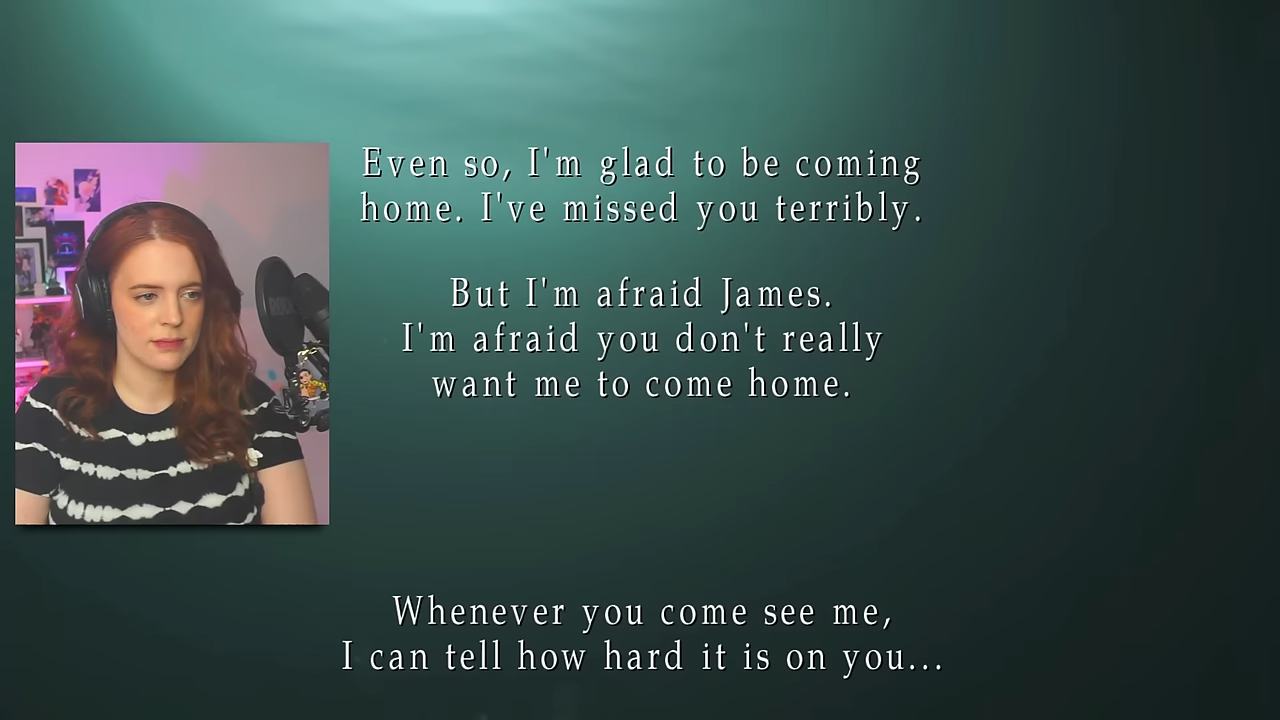 Even so, I'm glad to be coming
home. I've missed you terribly.
But I'm afraid James.
I'm afraid you don't really
want me to come home.
Whenever you come see me,
I can tell how hard it is on you...